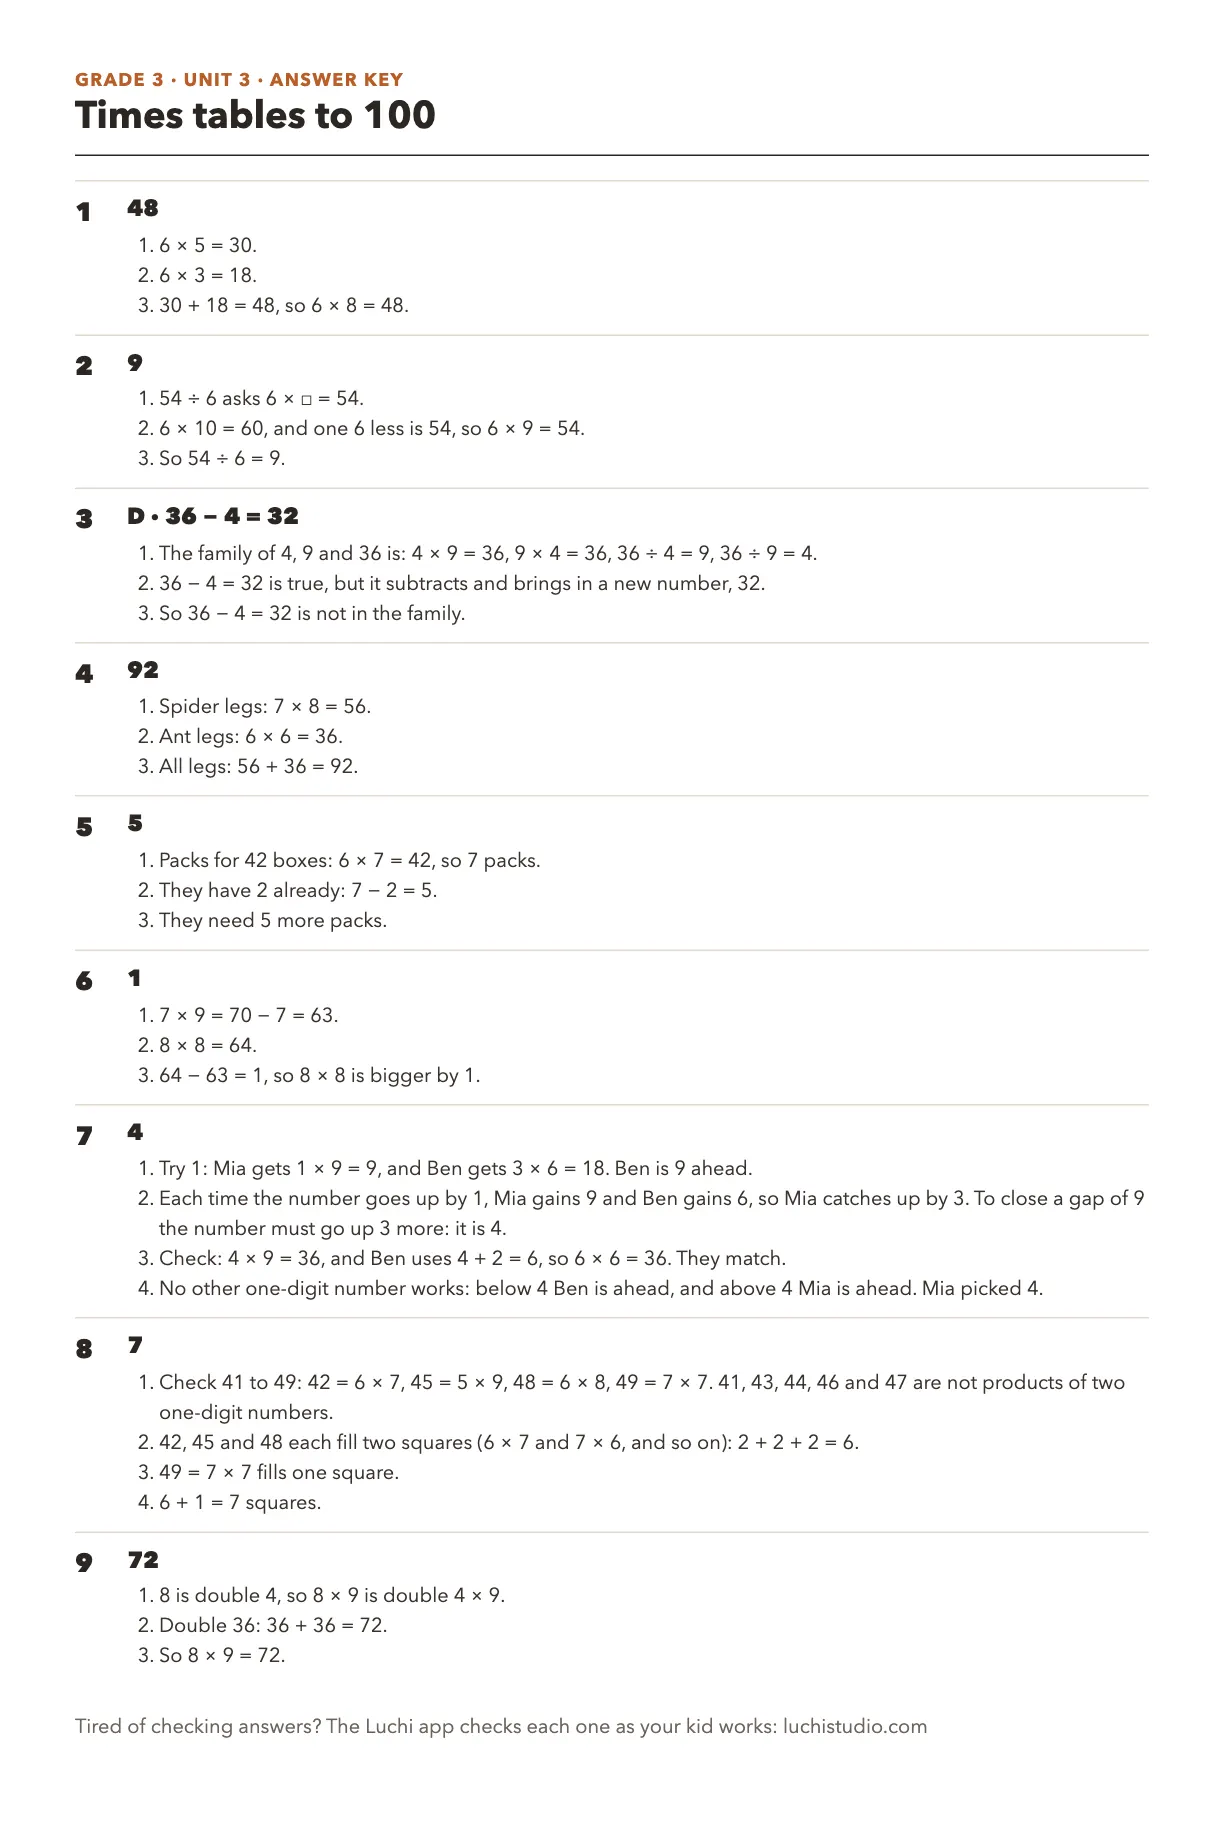 GRADE 3 · UNIT 3 · ANSWER KEY
Times tables to 100
1 48
1. 6 × 5 = 30.
2. 6 × 3 = 18.
3. 30 + 18 = 48, so 6 × 8 = 48.
2 9
1. 54 ÷ 6 asks 6 × □ = 54.
2. 6 × 10 = 60, and one 6 less is 54, so 6 × 9 = 54.
3. So 54 ÷ 6 = 9.
3 D · 36 − 4 = 32
1. The family of 4, 9 and 36 is: 4 × 9 = 36, 9 × 4 = 36, 36 ÷ 4 = 9, 36 ÷ 9 = 4.
2. 36 − 4 = 32 is true, but it subtracts and brings in a new number, 32.
3. So 36 − 4 = 32 is not in the family.
4 92
1. Spider legs: 7 × 8 = 56.
2. Ant legs: 6 × 6 = 36.
3. All legs: 56 + 36 = 92.
5 5
1. Packs for 42 boxes: 6 × 7 = 42, so 7 packs.
2. They have 2 already: 7 − 2 = 5.
3. They need 5 more packs.
6 1
1. 7 × 9 = 70 − 7 = 63.
2. 8 × 8 = 64.
3. 64 − 63 = 1, so 8 × 8 is bigger by 1.
7 4
1. Try 1: Mia gets 1 × 9 = 9, and Ben gets 3 × 6 = 18. Ben is 9 ahead.
2. Each time the number goes up by 1, Mia gains 9 and Ben gains 6, so Mia catches up by 3. To close a gap of 9
the number must go up 3 more: it is 4.
3. Check: 4 × 9 = 36, and Ben uses 4 + 2 = 6, so 6 × 6 = 36. They match.
4. No other one-digit number works: below 4 Ben is ahead, and above 4 Mia is ahead. Mia picked 4.
8 7
1. Check 41 to 49: 42 = 6 × 7, 45 = 5 × 9, 48 = 6 × 8, 49 = 7 × 7. 41, 43, 44, 46 and 47 are not products of two
one-digit numbers.
2. 42, 45 and 48 each fill two squares (6 × 7 and 7 × 6, and so on): 2 + 2 + 2 = 6.
3. 49 = 7 × 7 fills one square.
4. 6 + 1 = 7 squares.
9 72
1. 8 is double 4, so 8 × 9 is double 4 × 9.
2. Double 36: 36 + 36 = 72.
3. So 8 × 9 = 72.
Tired of checking answers? The Luchi app checks each one as your kid works: luchistudio.com